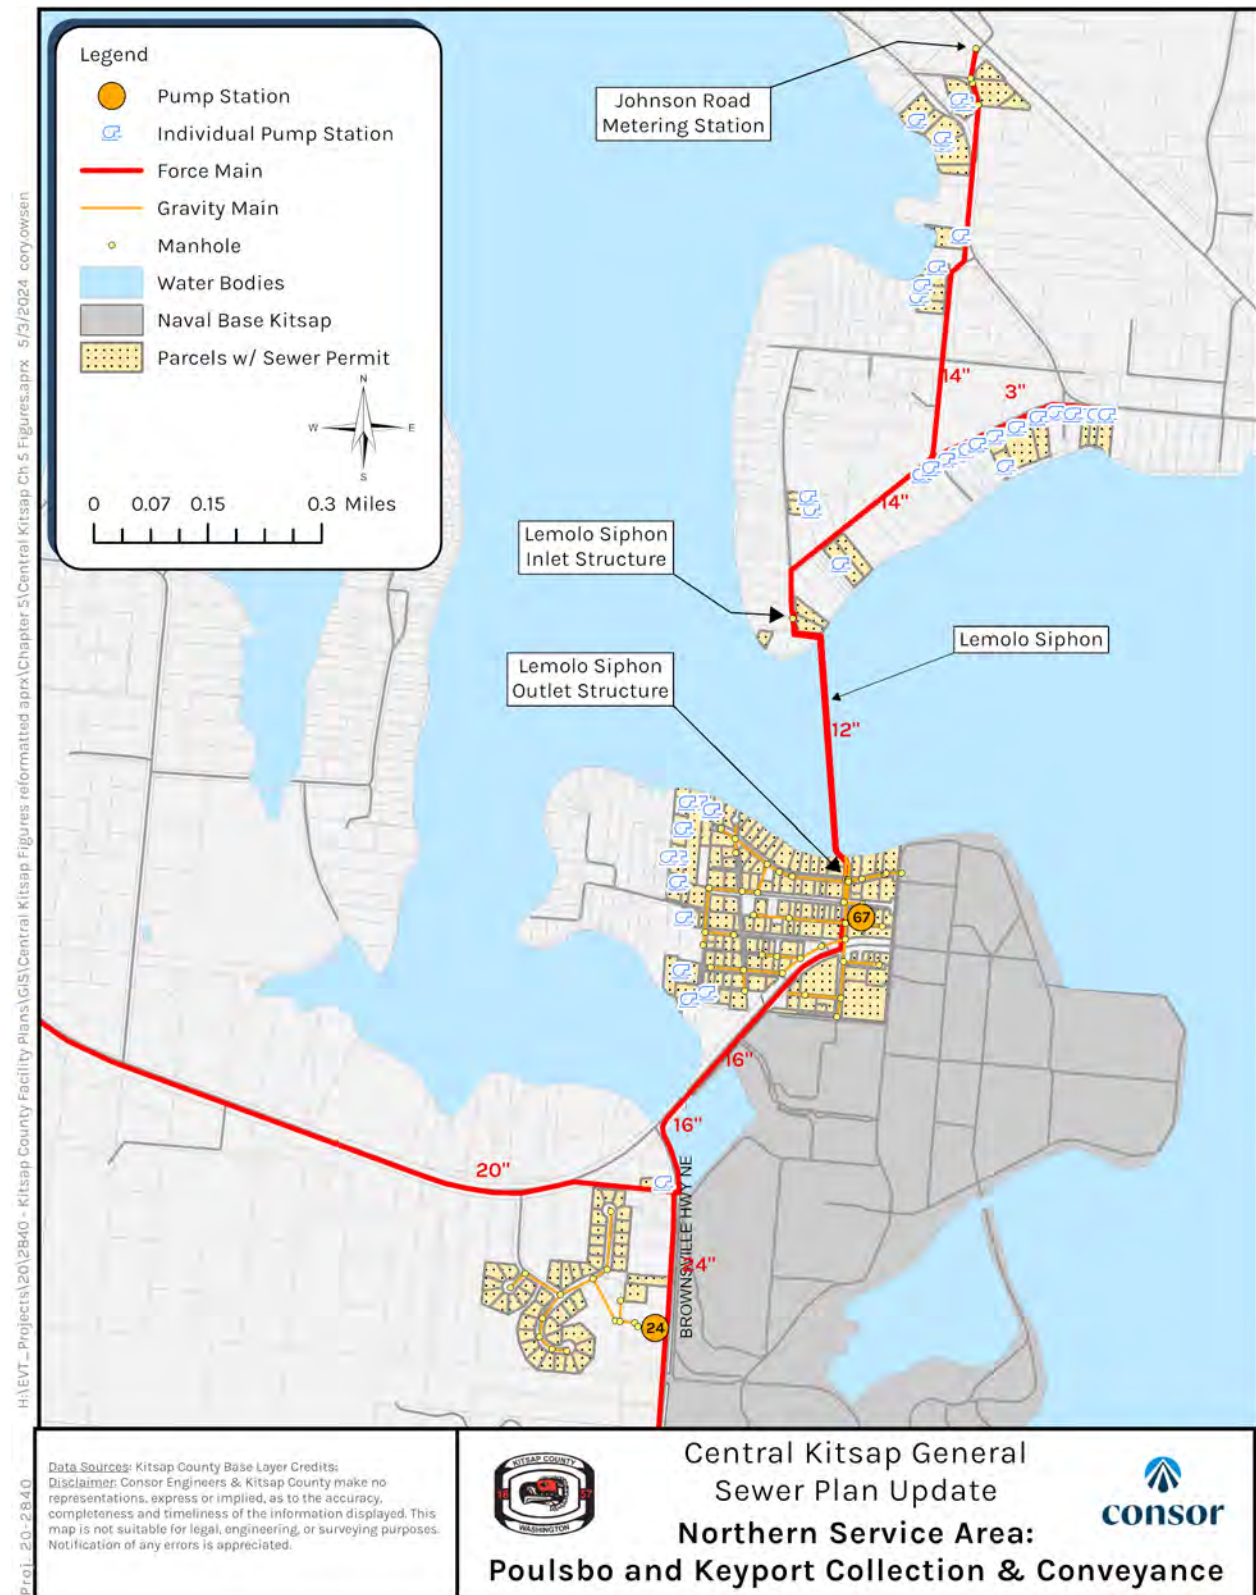 Legend
Pump Station
Individual Pump Station
Force Main
Gravity Main
Manhole
Water Bodies
Naval Base Kitsap
Parcels w/ Sewer Permit
N
W E
S
0 0.07 0.15 0.3 Miles
Johnson Road
Metering Station
14"
3"
14"
Lemolo Siphon
Inlet Structure
Lemolo Siphon
Lemolo Siphon
Outlet Structure
12"
67
16"
16"
20"
BROWNSVILLE HWY NE
24"
24
H:\EVT_Projects\20\2840 - Kitsap County Facility Plans\GIS\Central Kitsap Figures reformatted aprx\Chapter 5\Central Kitsap Ch 5 Figures.aprx 5/3/2024 cory.owsen
Proj. 20-2840
Data Sources: Kitsap County Base Layer Credits:
Disclaimer: Consor Engineers & Kitsap County make no
representations, express or implied, as to the accuracy,
completeness and timeliness of the information displayed. This
map is not suitable for legal, engineering, or surveying purposes.
Notification of any errors is appreciated.
KITSAP COUNTY
18 57
WASHINGTON
Central Kitsap General
Sewer Plan Update
Northern Service Area:
Poulsbo and Keyport Collection & Conveyance
consor